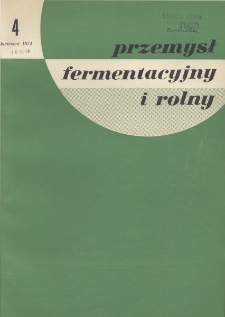 4
przemysł
fermentacyjny
i rolny